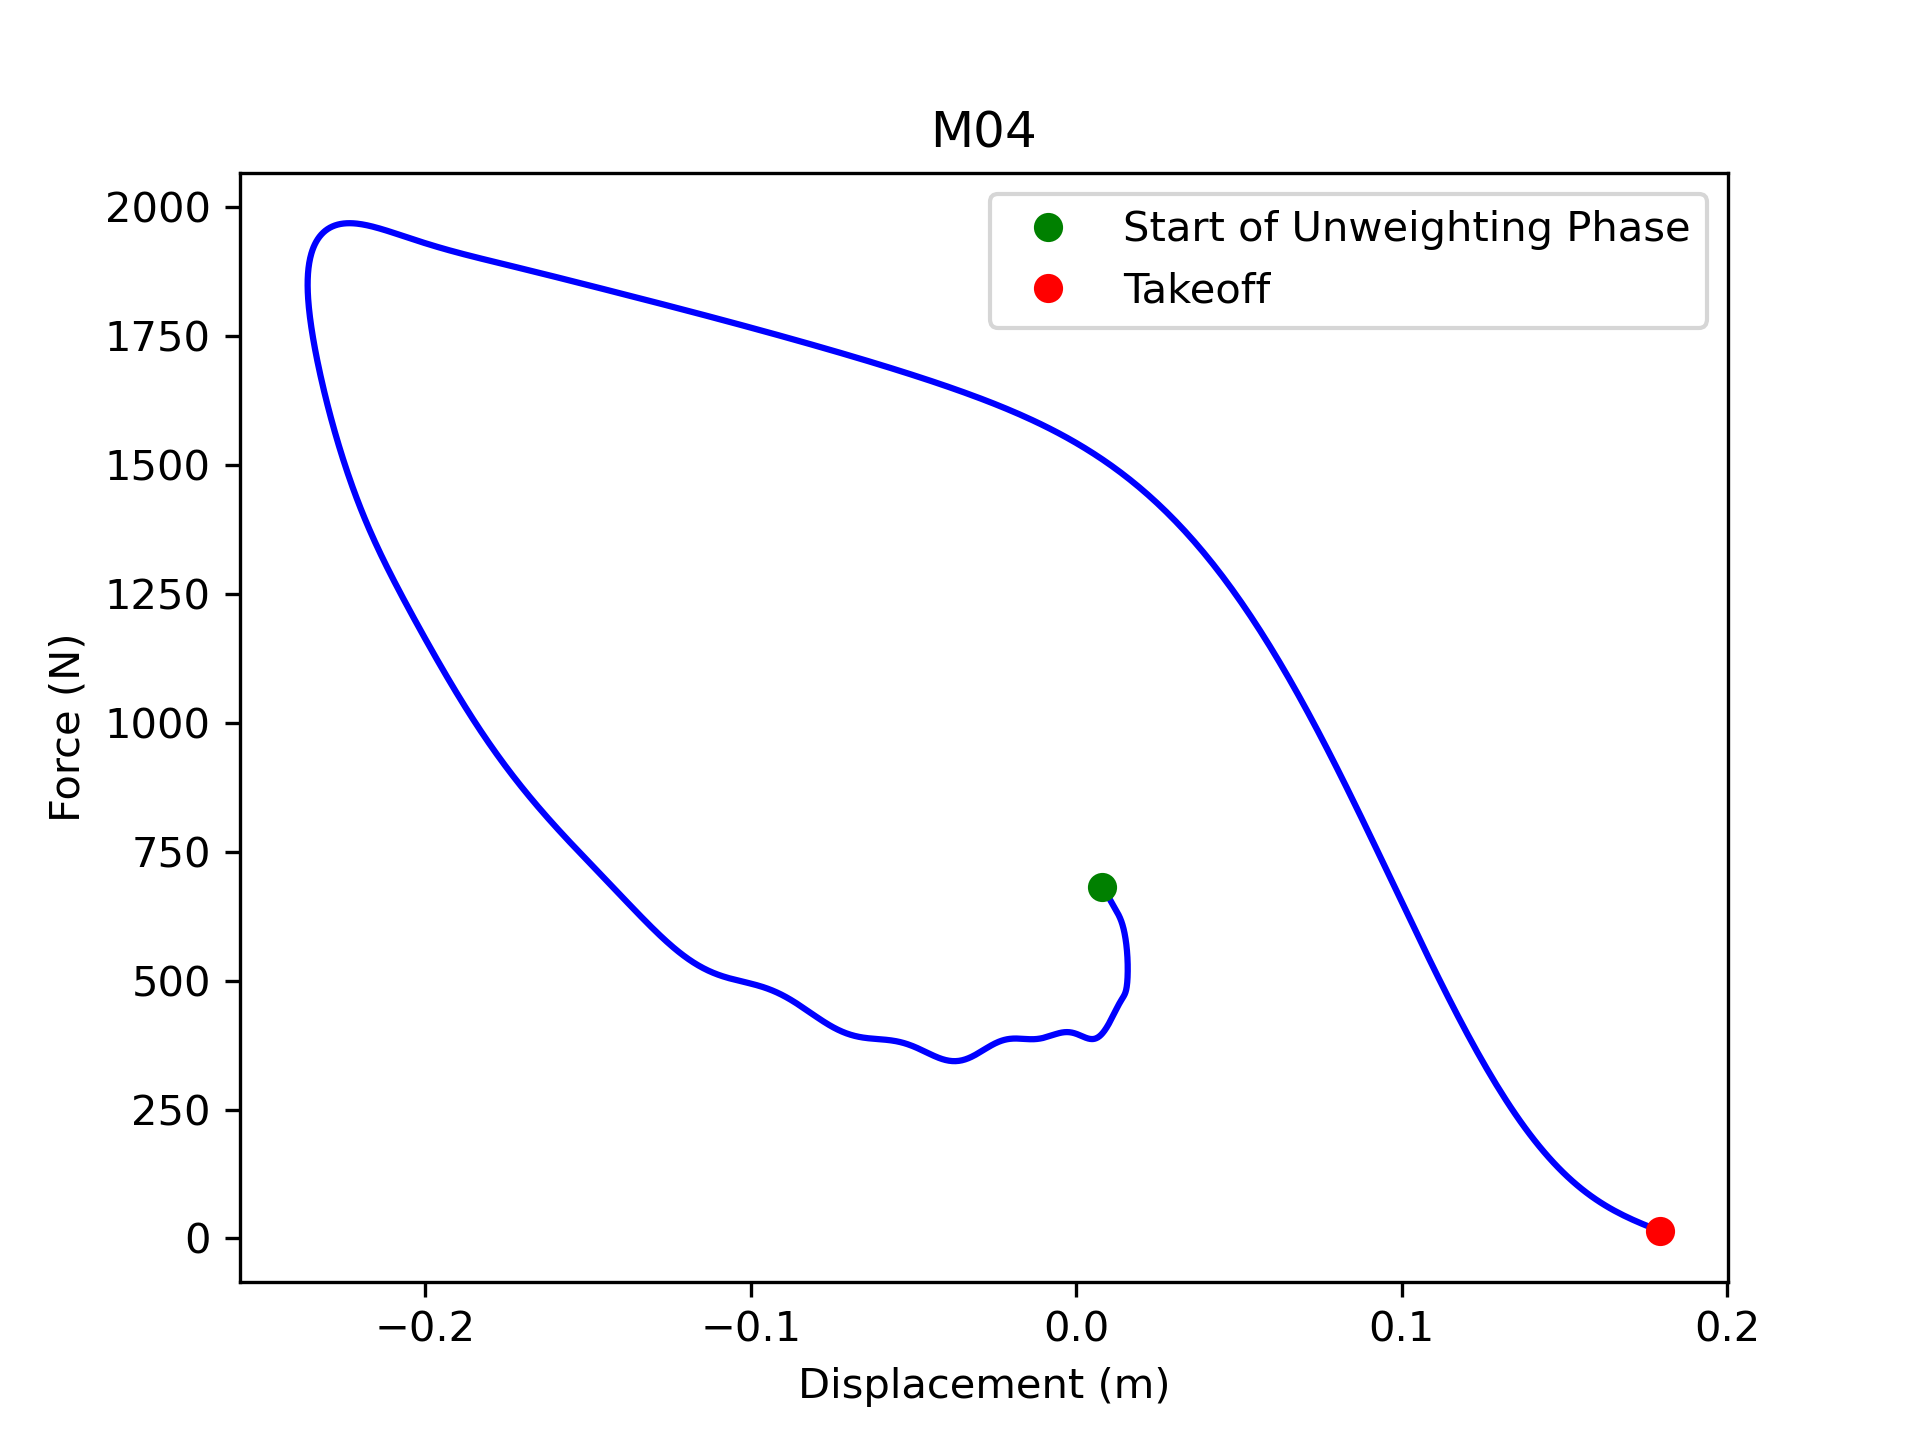 M04
Start of Unweighting Phase
Takeoff
2000
1750
1500
1250
1000
750
500
250
0
Force (N)
−0.2 −0.1 0.0 0.1 0.2
Displacement (m)